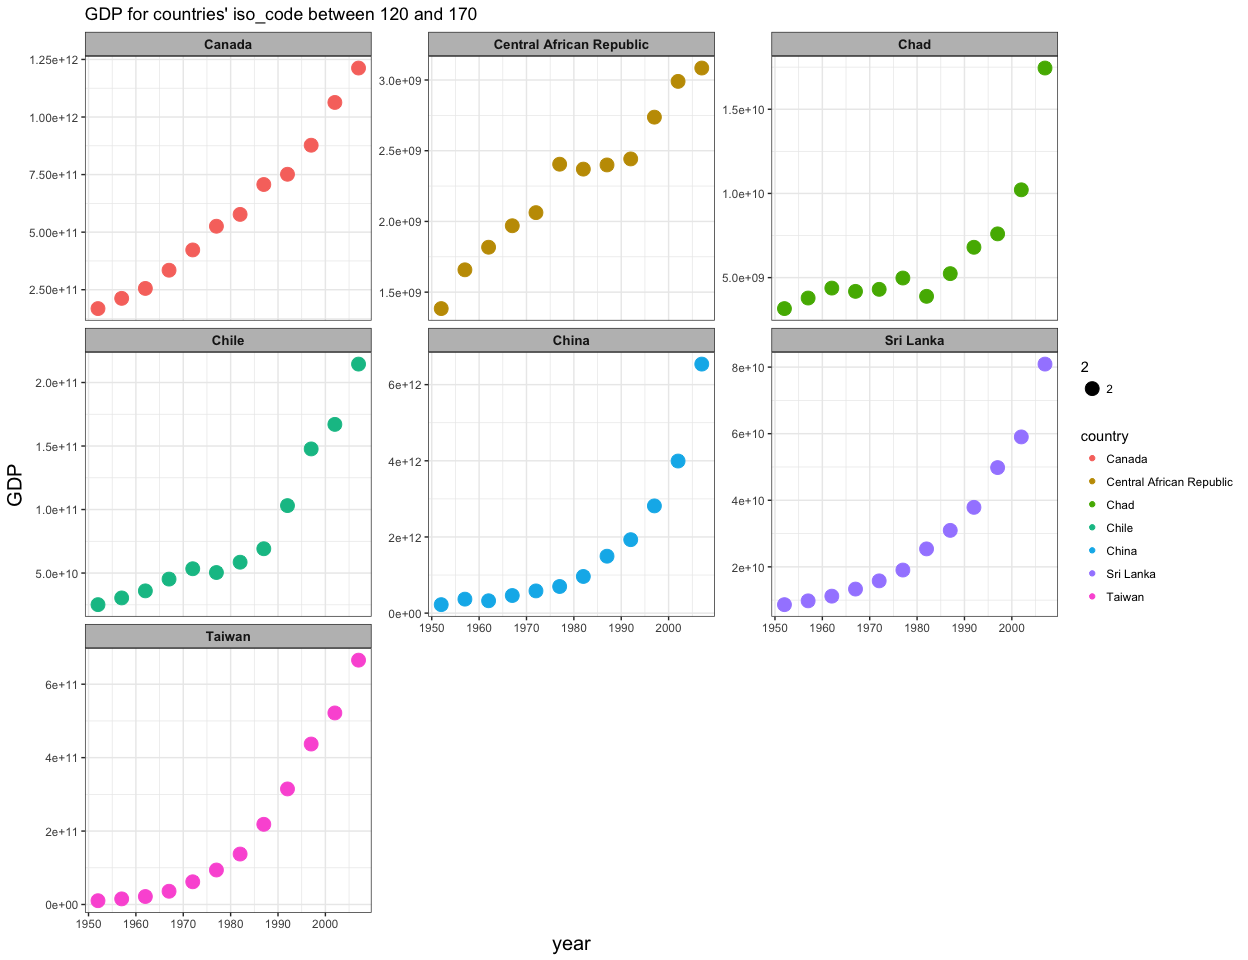 GDP for countries' iso_code between 120 and 170
Canada
Central African Republic
Chad
1.25e+12
1.00e+12
7.50e+11
5.00e+11
2.50e+11
3.0e+09
2.5e+09
2.0e+09
1.5e+09
1.5e+10
1.0e+10
5.0e+09
Chile
China
Sri Lanka
2.0e+11
1.5e+11
1.0e+11
5.0e+10
6e+12
4e+12
2e+12
0e+00
1950 1960 1970 1980 1990 2000
8e+10
6e+10
4e+10
2e+10
1950 1960 1970 1980 1990 2000
Taiwan
6e+11
4e+11
2e+11
0e+00
1950 1960 1970 1980 1990 2000
GDP
year
2
2
country
Canada
Central African Republic
Chad
Chile
China
Sri Lanka
Taiwan